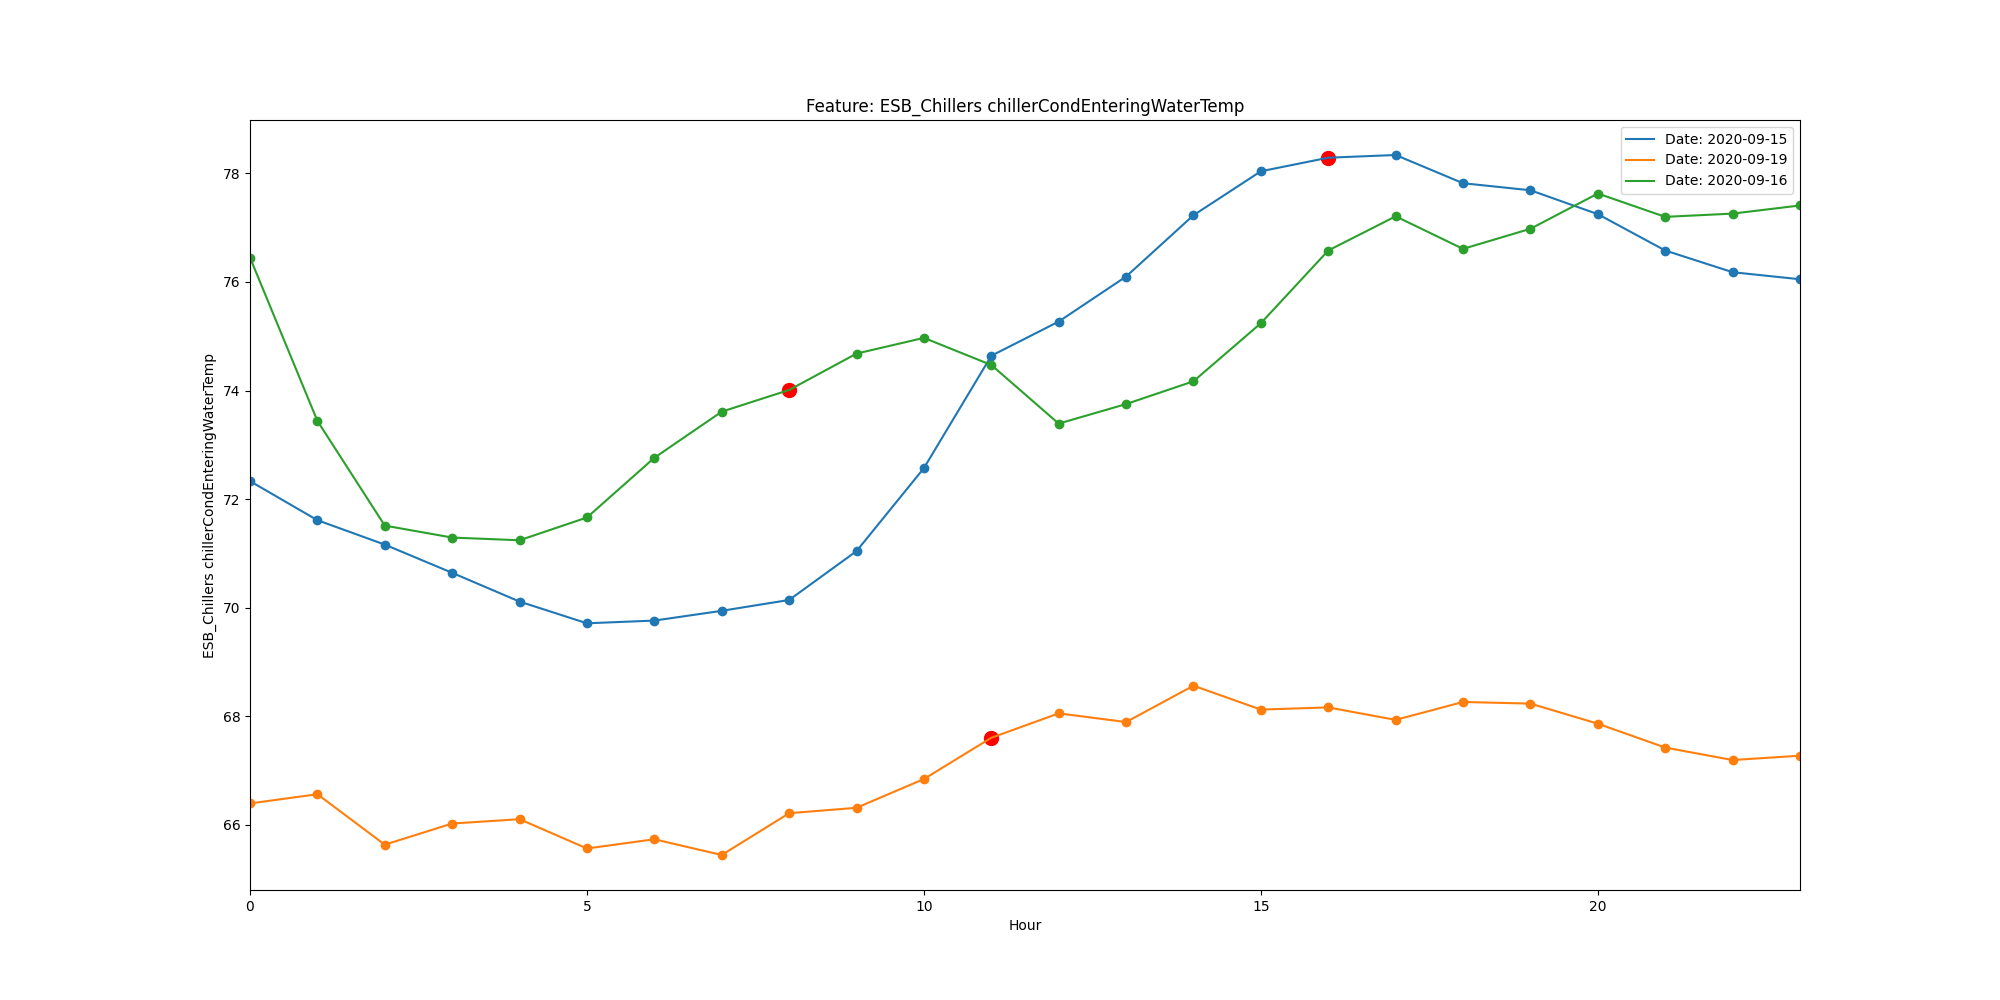 Feature: ESB_Chillers chillerCondEnteringWaterTemp
Date: 2020-09-15
Date: 2020-09-19
Date: 2020-09-16
ESB_Chillers chillerCondEnteringWaterTemp
78
76
74
72
70
68
66
0 5 10 15 20
Hour